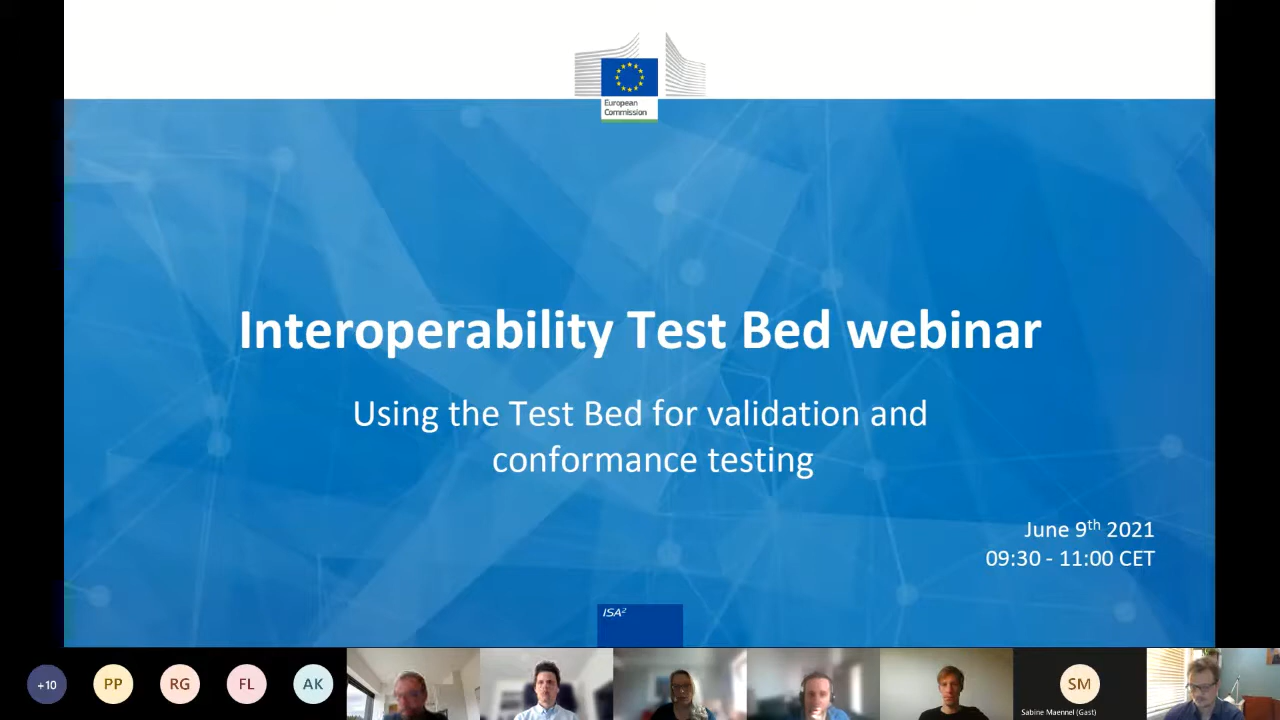 European
Commission
Interoperability Test Bed webinar
Using the Test Bed for validation and
conformance testing
June 9th 2021
09:30 - 11:00 CET
ISA²
+10
PP
RG
FL
AK
SM
Sabine Maennel (Gast)